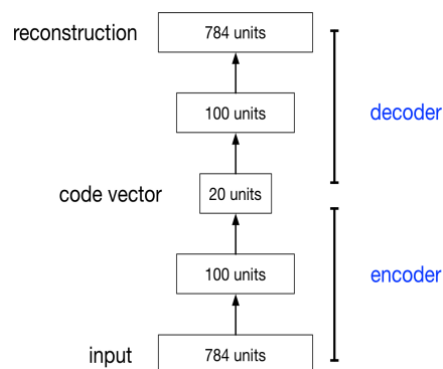 reconstruction
784 units
100 units
decoder
code vector
20 units
100 units
encoder
input
784 units